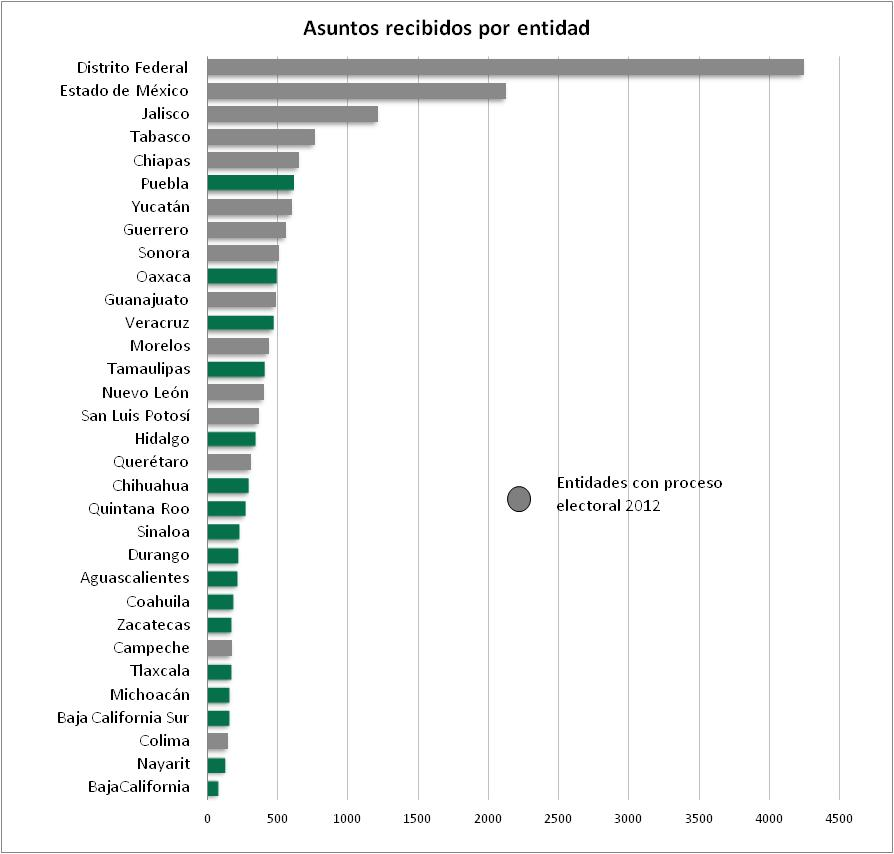 Asuntos recibidos por entidad
Distrito Federal
Estado de México
Jalisco
Tabasco
Chiapas
Puebla
Yucatán
Guerrero
Sonora
Oaxaca
Guanajuato
Veracruz
Morelos
Tamaulipas
Nuevo León
San Luis Potosí
Hidalgo
Querétaro
Chihuahua
Quintana Roo
Sinaloa
Durango
Aguascalientes
Coahuila
Zacatecas
Campeche
Tlaxcala
Michoacán
Baja California Sur
Colima
Nayarit
BajaCalifornia
Entidades con proceso
electoral 2012
0 500 1000 1500 2000 2500 3000 3500 4000 4500